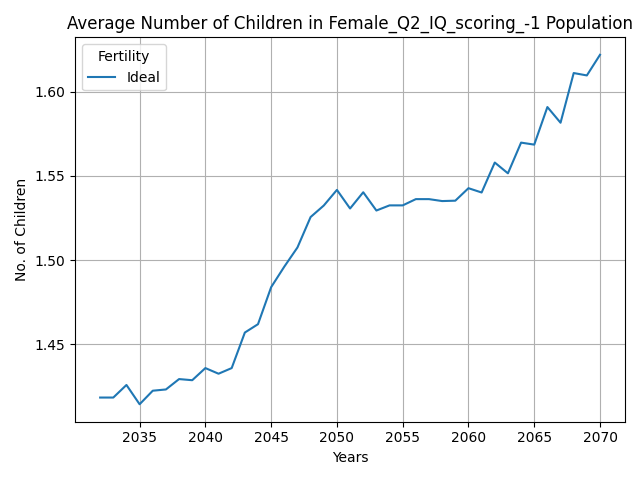 Average Number of Children in Female_Q2_IQ_scoring_-1 Population
Fertility
Ideal
No. of Children
1.60
1.55
1.50
1.45
2035 2040 2045 2050 2055 2060 2065 2070
Years